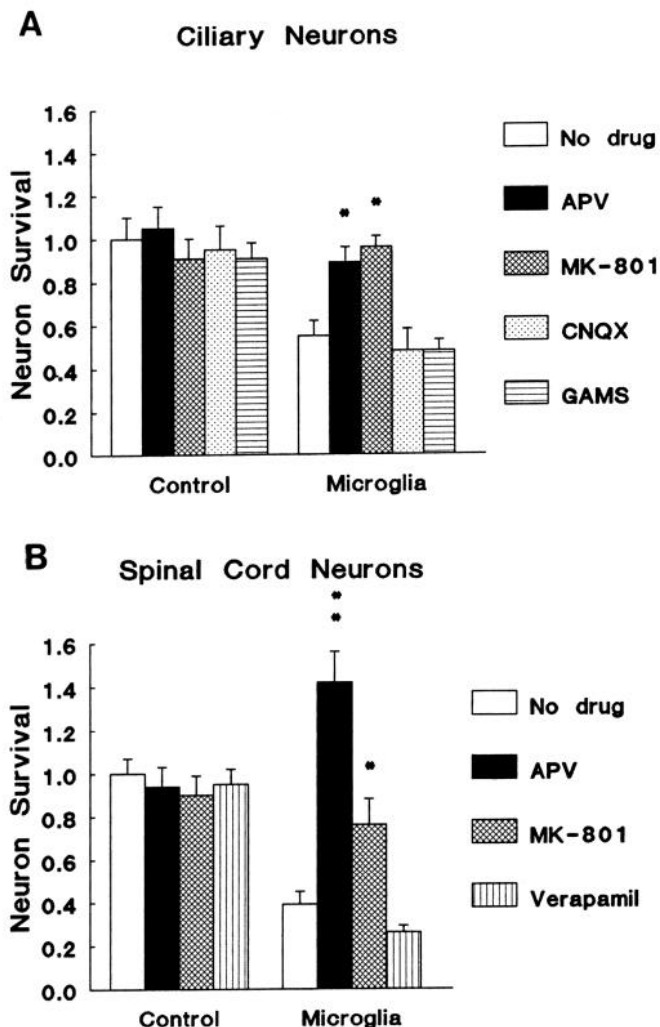 A
Ciliary Neurons
Neuron Survival
1.6
1.4
1.2
1.0
0.8
0.6
0.4
0.2
0.0
* *
Control Microglia
No drug
APV
MK-801
CNQX
GAMS
B
Spinal Cord Neurons
Neuron Survival
1.6
1.4
1.2
1.0
0.8
0.6
0.4
0.2
0.0
*
*
*
Control Microglia
No drug
APV
MK-801
Verapamil